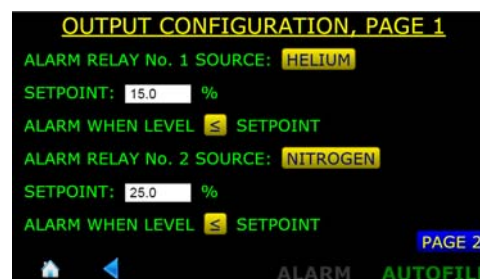 OUTPUT CONFIGURATION, PAGE 1
ALARM RELAY No. 1 SOURCE: HELIUM
SETPOINT: 15.0 %
ALARM WHEN LEVEL ≤ SETPOINT
ALARM RELAY No. 2 SOURCE: NITROGEN
SETPOINT: 25.0 %
ALARM WHEN LEVEL ≤ SETPOINT
PAGE 2
ALARM AUTOFILL